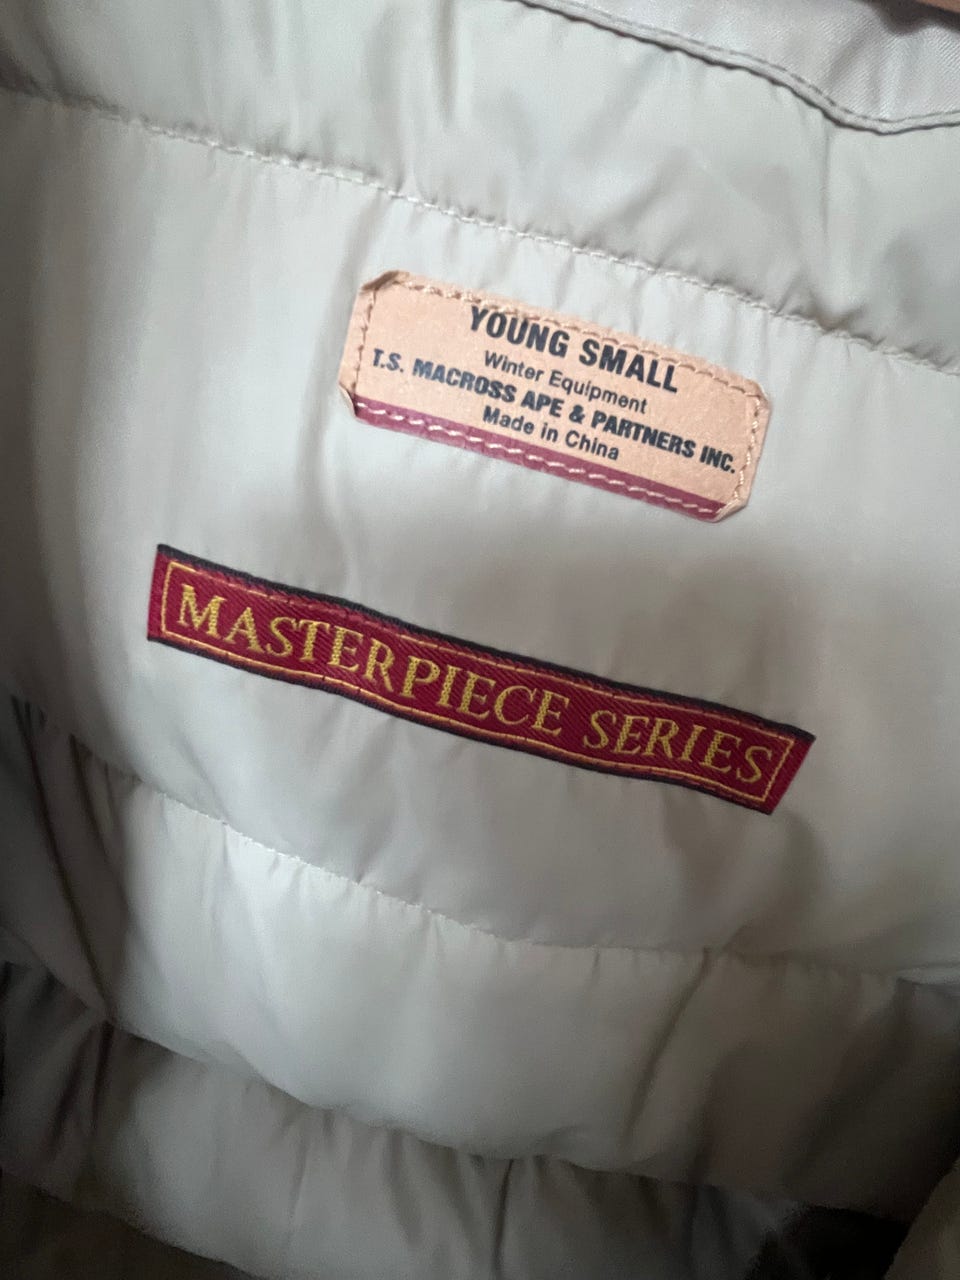 YOUNG SMALL
Winter Equipment
T.S. MACROSS APE & PARTNERS INC.
Made in China
MASTERPIECE SERIES